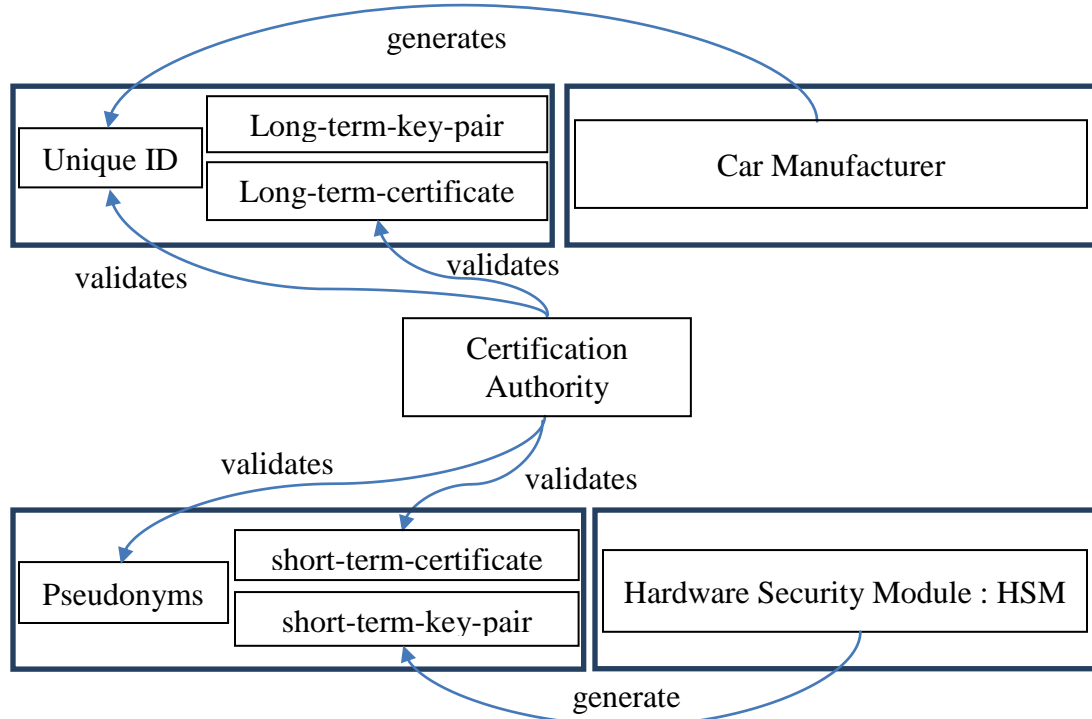 generates
Long-term-key-pair
Unique ID
Long-term-certificate
Car Manufacturer
validates
validates
Certification
Authority
validates
validates
short-term-certificate
Pseudonyms
short-term-key-pair
Hardware Security Module : HSM
generate